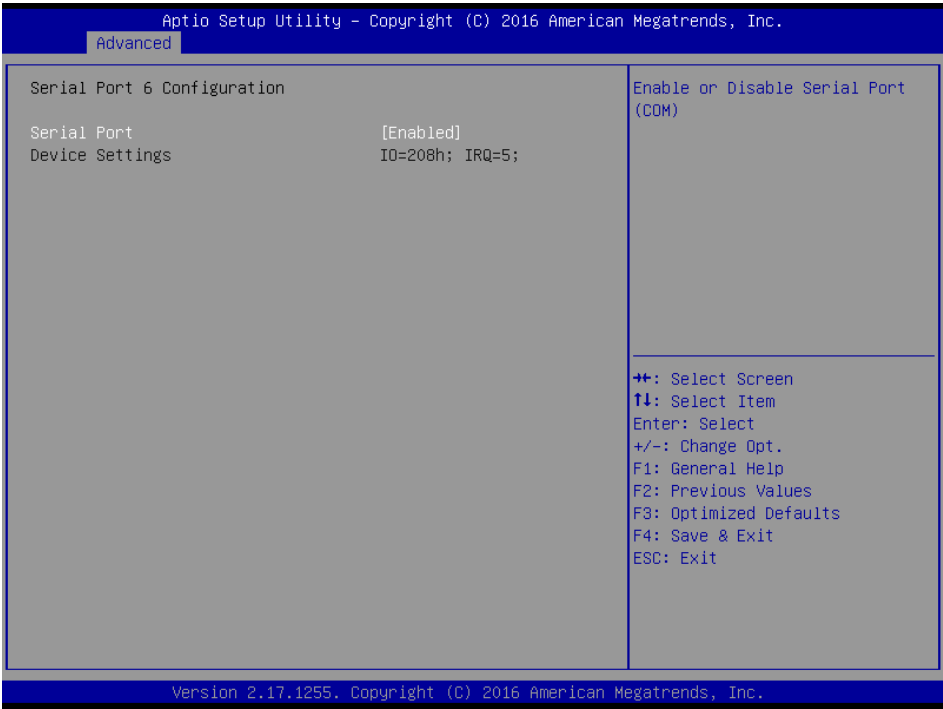 Aptio Setup Utility – Copyright (C) 2016 American Megatrends, Inc.
Advanced
Serial Port 6 Configuration
Serial Port [Enabled]
Device Settings IO=208h; IRQ=5;
Enable or Disable Serial Port
(COM)
→←: Select Screen
↑↓: Select Item
Enter: Select
+/-: Change Opt.
F1: General Help
F2: Previous Values
F3: Optimized Defaults
F4: Save & Exit
ESC: Exit
Version 2.17.1255. Copyright (C) 2016 American Megatrends, Inc.